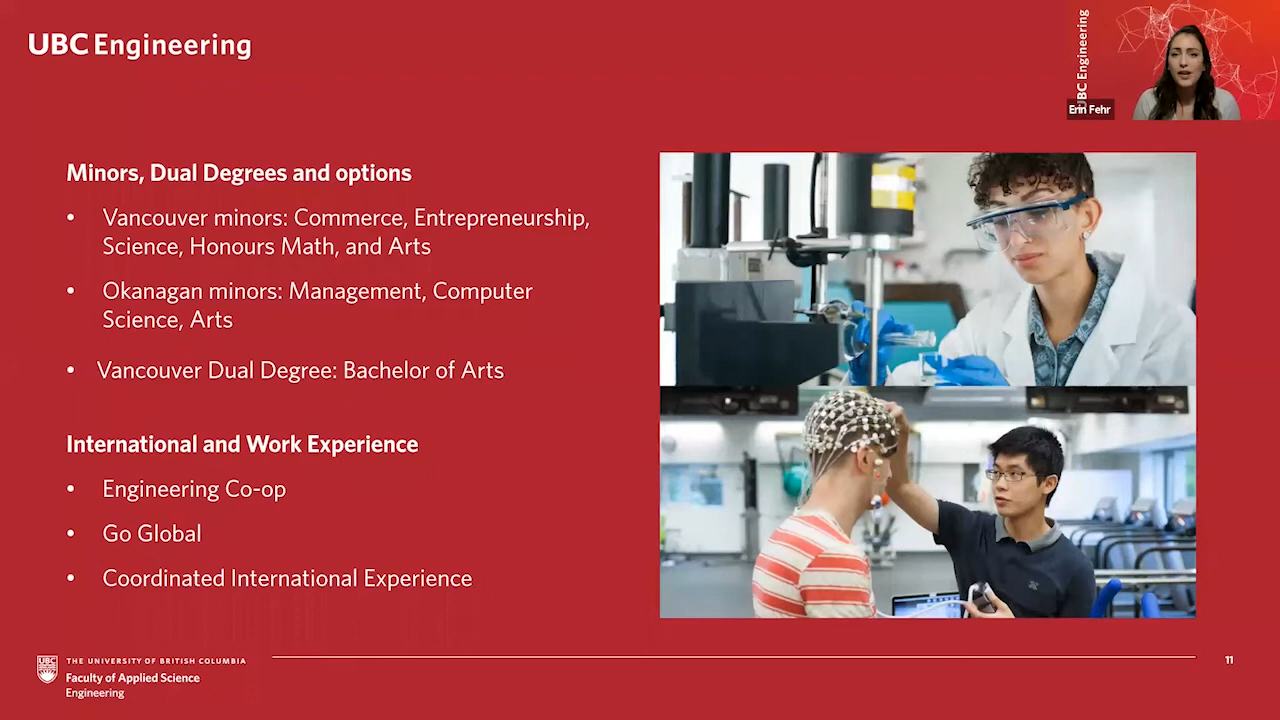 UBC Engineering
UBC Engineering
Erin Fehr
Minors, Dual Degrees and options
• Vancouver minors: Commerce, Entrepreneurship,
Science, Honours Math, and Arts
• Okanagan minors: Management, Computer
Science, Arts
• Vancouver Dual Degree: Bachelor of Arts
International and Work Experience
• Engineering Co-op
• Go Global
• Coordinated International Experience
UBC
THE UNIVERSITY OF BRITISH COLUMBIA
Faculty of Applied Science
Engineering
11